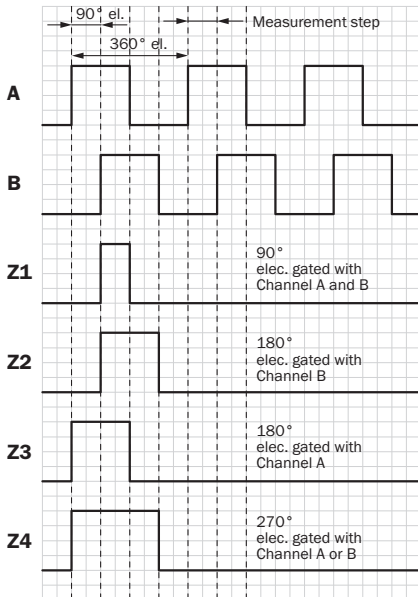 90° el.
Measurement step
360° el.
A
B
Z1
90°
elec. gated with
Channel A and B
Z2
180°
elec. gated with
Channel B
Z3
180°
elec. gated with
Channel A
Z4
270°
elec. gated with
Channel A or B